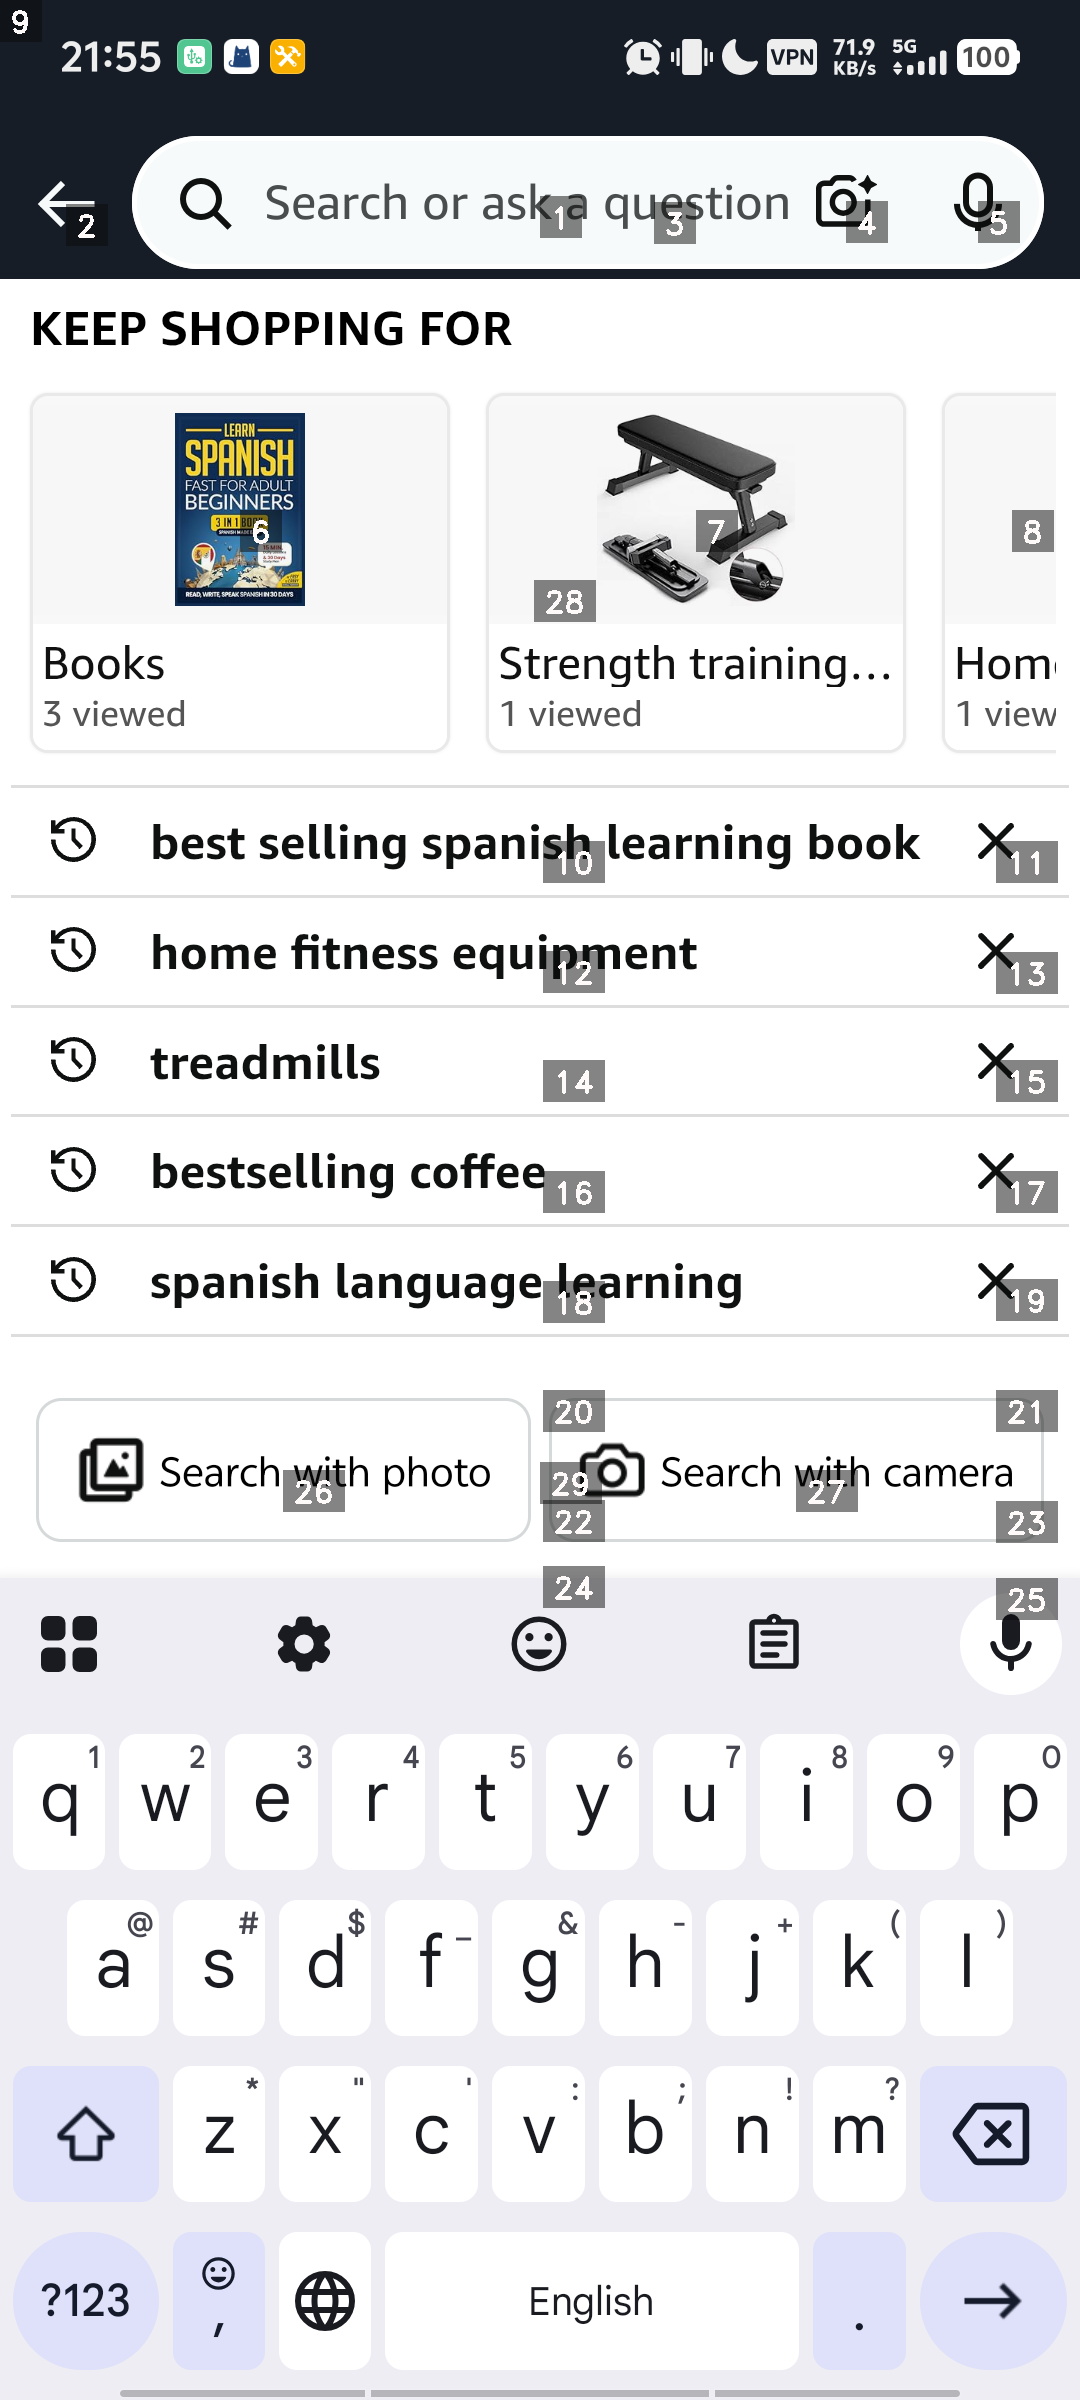 9
21:55
VPN
71.9
KB/s
5G
100
Search or ask a question
2
1
3
4
5
KEEP SHOPPING FOR
LEARN
SPANISH
FAST FOR ADULT
BEGINNERS
3 IN 1
READ, WRITE, SPEAK SPANISH IN 30 DAYS
6
7
8
28
Books
3 viewed
Strength training...
1 viewed
Hom
1 view
best selling spanish learning book
10
11
home fitness equipment
12
13
treadmills
14
15
bestselling coffee
16
17
spanish language learning
18
19
20
21
Search with photo
26
29
Search with camera
27
22
23
24
25
q 1 w 2 e 3 r 4 t 5 y 6 u 7 i 8 o 9 p 0
a @ s # d $ f _ g & h - j + k ( l )
z * x " c ' v : b ; n ! m ?
?123 , English .